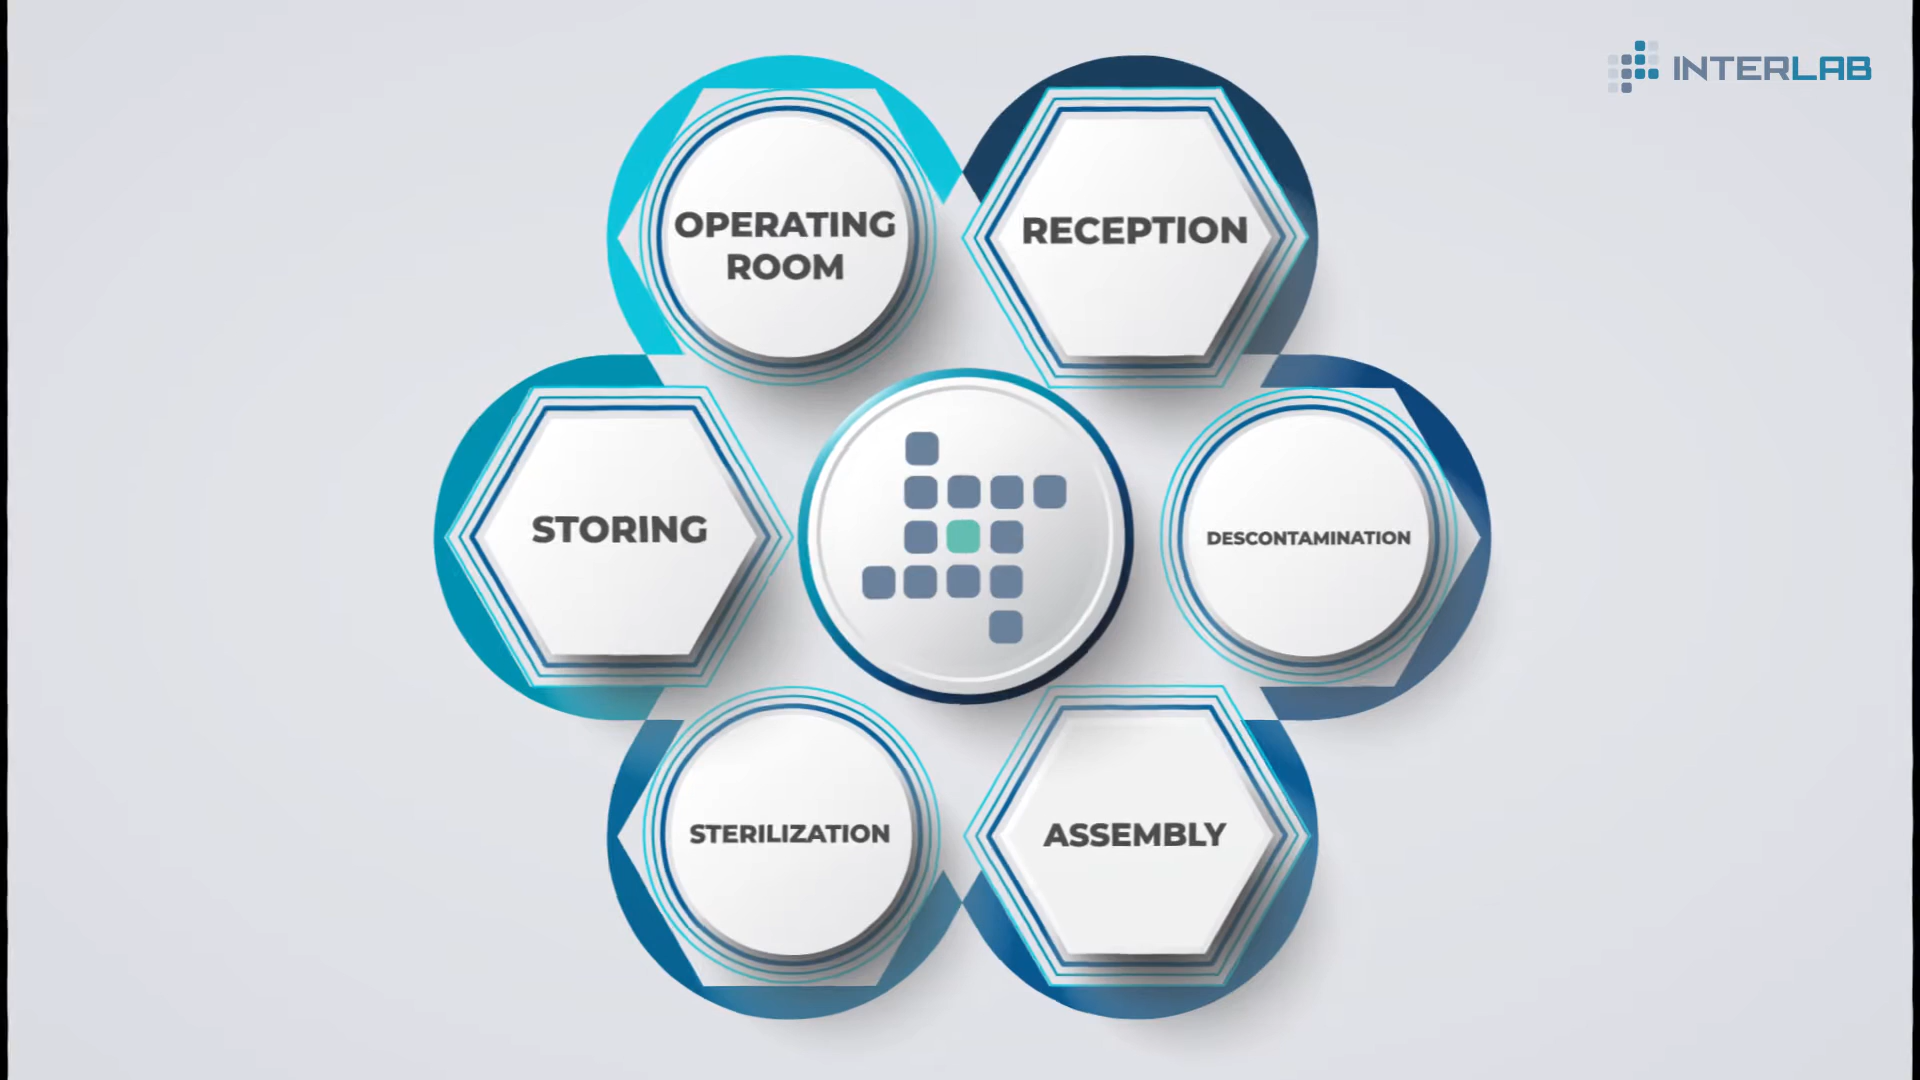 INTERLAB
OPERATING
ROOM
RECEPTION
STORING
DESCONTAMINATION
STERILIZATION
ASSEMBLY